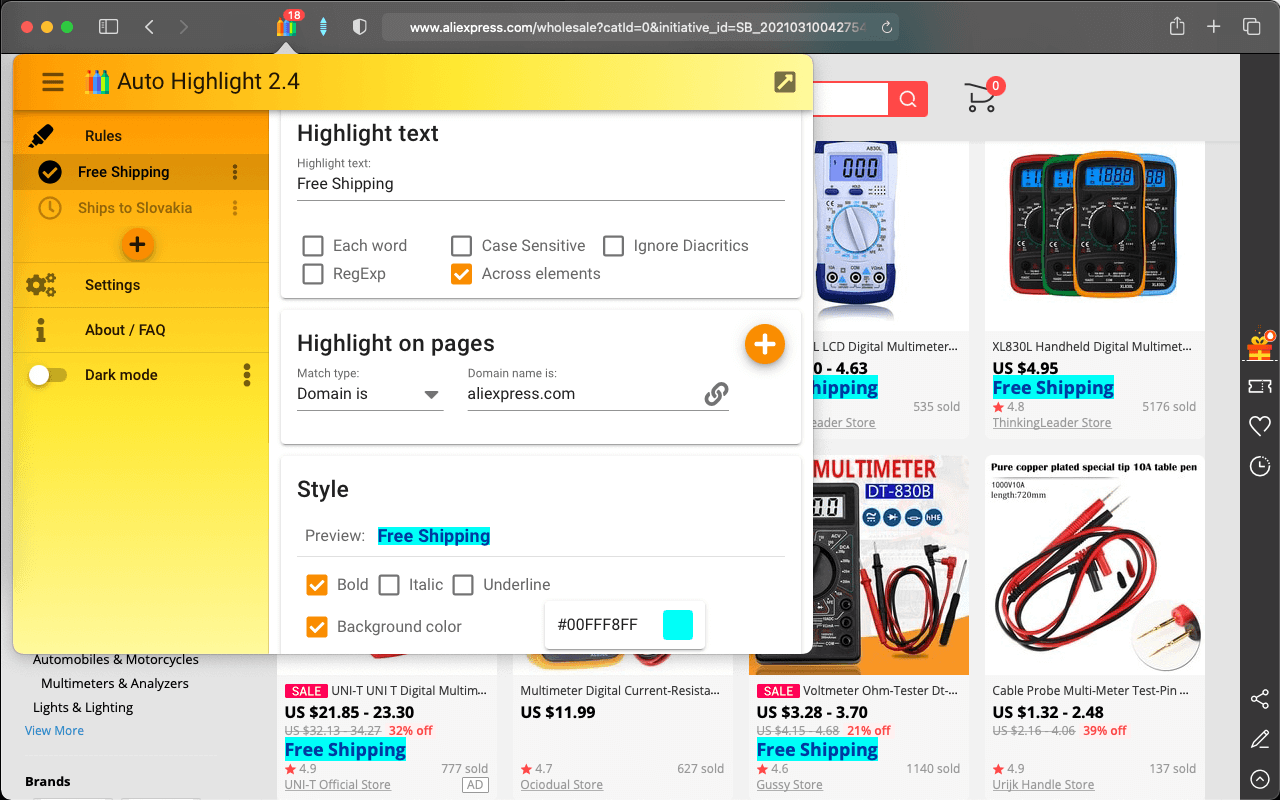 18
www.aliexpress.com/wholesale?catId=0&initiative_id=SB_20210310042754
Auto Highlight 2.4
0
Rules
Free Shipping
Ships to Slovakia
Settings
About / FAQ
Dark mode
Highlight text
Highlight text:
Free Shipping
Each word
Case Sensitive
Ignore Diacritics
RegExp
Across elements
Highlight on pages
Match type:
Domain is
Domain name is:
aliexpress.com
Style
Preview: Free Shipping
Bold
Italic
Underline
Background color
#00FFF8FF
A830L
L LCD Digital Multimeter...
0 - 4.63
hipping
535 sold
eader Store
XL830L
XL830L Handheld Digital Multimet...
US $4.95
Free Shipping
4.8
5176 sold
ThinkingLeader Store
MULTIMETER
DT-830B
hHE
Pure copper plated special tip 10A table pen
1000V10A
length:720mm
Automobiles & Motorcycles
Multimeters & Analyzers
Lights & Lighting
View More
Brands
SALE UNI-T UNI T Digital Multim...
US $21.85 - 23.30
US $32.13 - 34.27 32% off
Free Shipping
4.9
777 sold
UNI-T Official Store
AD
Multimeter Digital Current-Resista...
US $11.99
4.7
627 sold
Ociodual Store
SALE Voltmeter Ohm-Tester Dt-...
US $3.28 - 3.70
US $4.15 - 4.68 21% off
Free Shipping
4.6
1140 sold
Gussy Store
Cable Probe Multi-Meter Test-Pin ...
US $1.32 - 2.48
US $2.16 - 4.06 39% off
4.9
137 sold
Urijk Handle Store